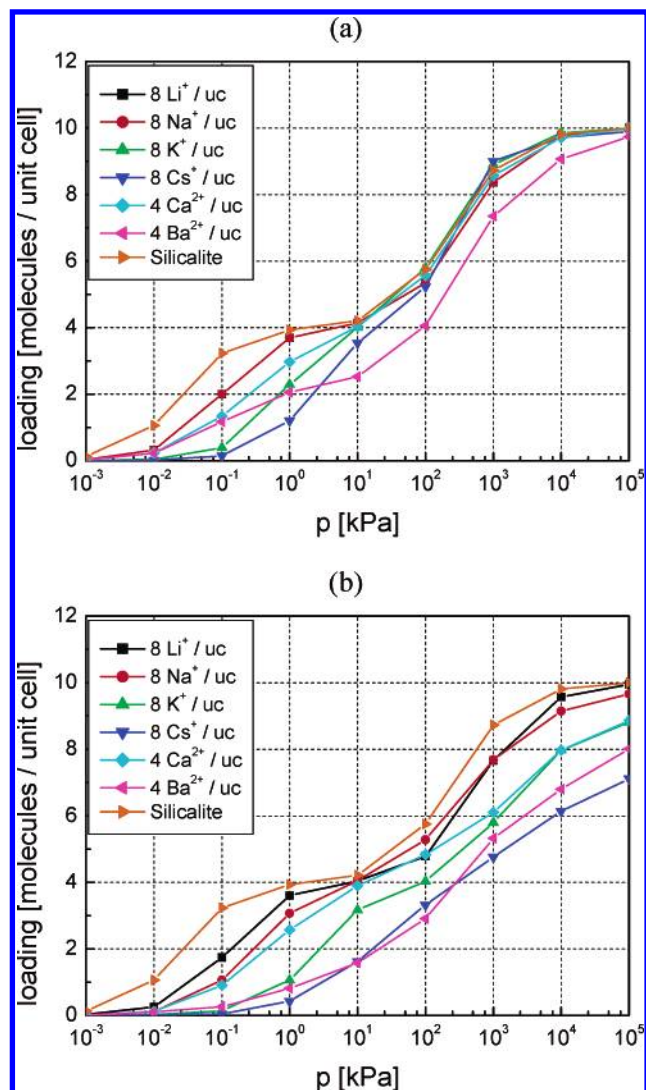 (a)
12
10
8
6
4
2
0
loading [molecules / unit cell]
8 Li⁺ / uc
8 Na⁺ / uc
8 K⁺ / uc
8 Cs⁺ / uc
4 Ca²⁺ / uc
4 Ba²⁺ / uc
Silicalite
10⁻³ 10⁻² 10⁻¹ 10⁰ 10¹ 10² 10³ 10⁴ 10⁵
p [kPa]
(b)
12
10
8
6
4
2
0
loading [molecules / unit cell]
8 Li⁺ / uc
8 Na⁺ / uc
8 K⁺ / uc
8 Cs⁺ / uc
4 Ca²⁺ / uc
4 Ba²⁺ / uc
Silicalite
10⁻³ 10⁻² 10⁻¹ 10⁰ 10¹ 10² 10³ 10⁴ 10⁵
p [kPa]